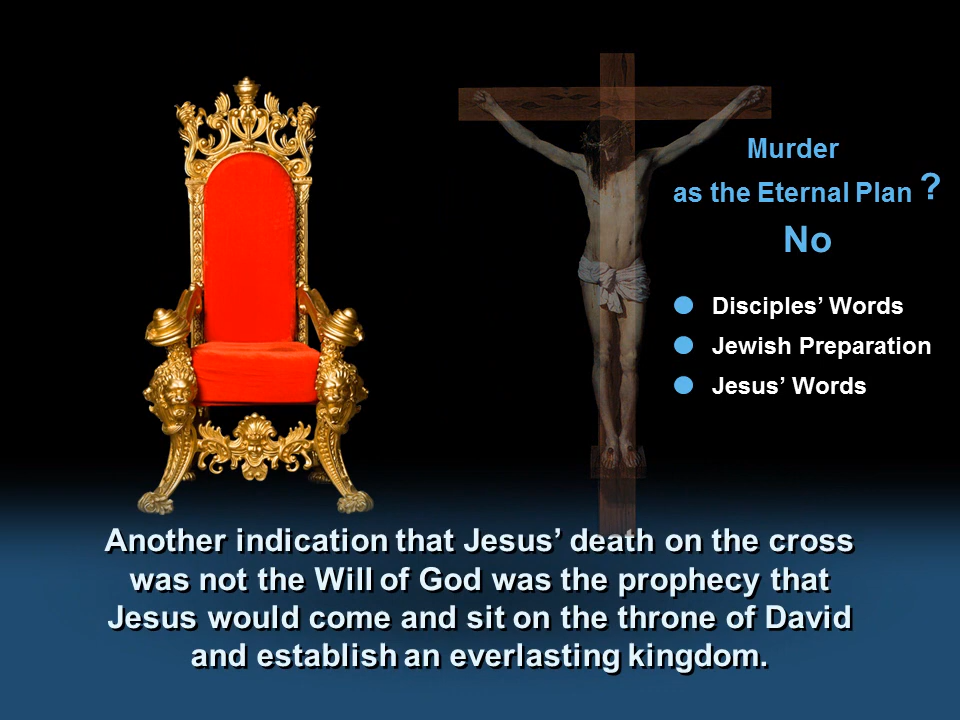 Murder
as the Eternal Plan ?
No
Disciples’ Words
Jewish Preparation
Jesus’ Words
Another indication that Jesus’ death on the cross
was not the Will of God was the prophecy that
Jesus would come and sit on the throne of David
and establish an everlasting kingdom.